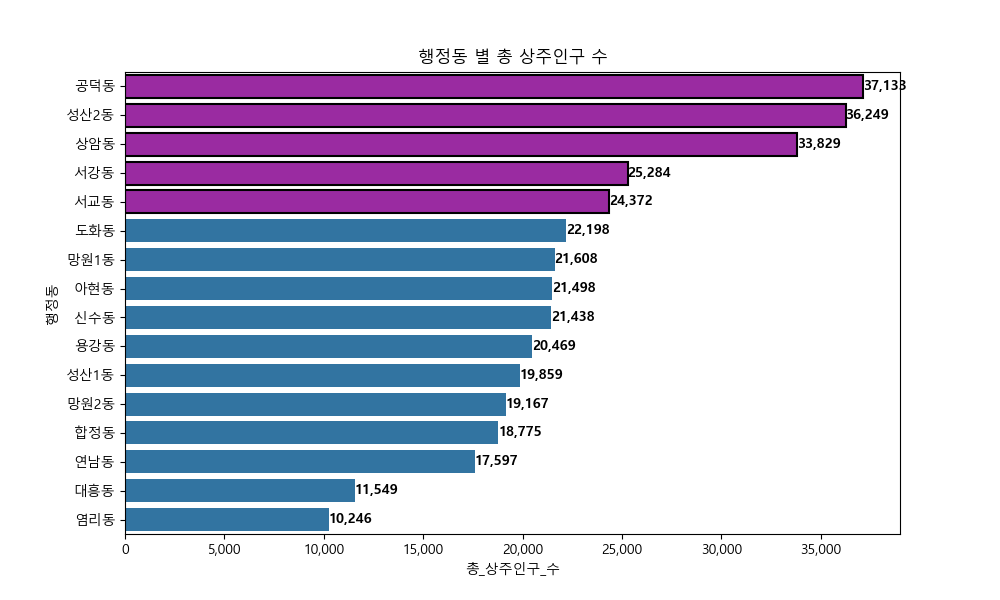 행정동 별 총 상주인구 수
행정동
공덕동 37,133
성산2동 36,249
상암동 33,829
서강동 25,284
서교동 24,372
도화동 22,198
망원1동 21,608
아현동 21,498
신수동 21,438
용강동 20,469
성산1동 19,859
망원2동 19,167
합정동 18,775
연남동 17,597
대흥동 11,549
염리동 10,246
0 5,000 10,000 15,000 20,000 25,000 30,000 35,000
총_상주인구_수